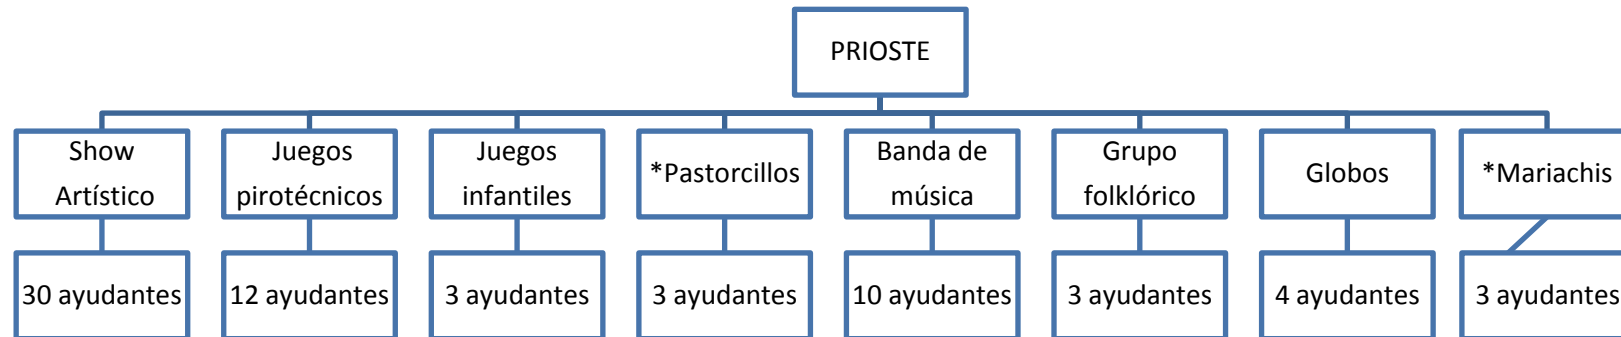 PRIOSTE
Show
Artístico
Juegos
pirotécnicos
Juegos
infantiles
*Pastorcillos
Banda de
música
Grupo
folklórico
Globos
*Mariachis
30 ayudantes
12 ayudantes
3 ayudantes
3 ayudantes
10 ayudantes
3 ayudantes
4 ayudantes
3 ayudantes